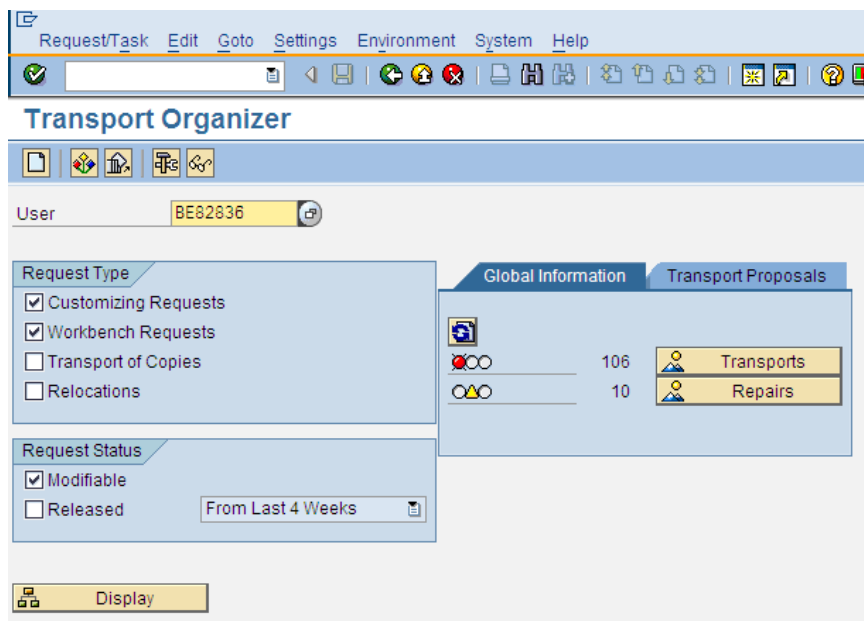 Request/Task Edit Goto Settings Environment System Help
Transport Organizer
User BE82836
Request Type
Customizing Requests
Workbench Requests
Transport of Copies
Relocations
Request Status
Modifiable
Released From Last 4 Weeks
Global Information Transport Proposals
106 Transports
10 Repairs
Display